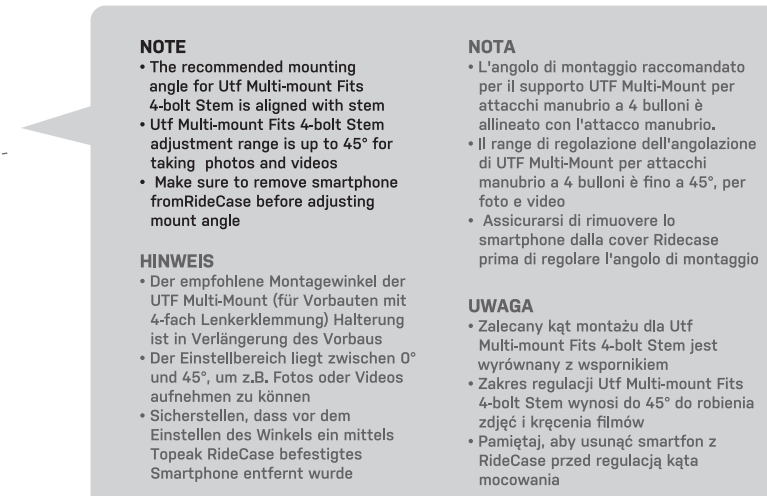 NOTE
• The recommended mounting
angle for Utf Multi-mount Fits
4-bolt Stem is aligned with stem
• Utf Multi-mount Fits 4-bolt Stem
adjustment range is up to 45° for
taking photos and videos
• Make sure to remove smartphone
fromRideCase before adjusting
mount angle
HINWEIS
• Der empfohlene Montagewinkel der
UTF Multi-Mount (für Vorbauten mit
4-fach Lenkerklemmung) Halterung
ist in Verlängerung des Vorbaus
• Der Einstellbereich liegt zwischen 0°
und 45°, um z.B. Fotos oder Videos
aufnehmen zu können
• Sicherstellen, dass vor dem
Einstellen des Winkels ein mittels
Topeak RideCase befestigtes
Smartphone entfernt wurde
NOTA
• L'angolo di montaggio raccomandato
per il supporto UTF Multi-Mount per
attacchi manubrio a 4 bulloni è
allineato con l'attacco manubrio.
• Il range di regolazione dell'angolazione
di UTF Multi-Mount per attacchi
manubrio a 4 bulloni è fino a 45°, per
foto e video
• Assicurarsi di rimuovere lo
smartphone dalla cover Ridecase
prima di regolare l'angolo di montaggio
UWAGA
• Zalecany kąt montażu dla Utf
Multi-mount Fits 4-bolt Stem jest
wyrównany z wspornikiem
• Zakres regulacji Utf Multi-mount Fits
4-bolt Stem wynosi do 45° do robienia
zdjęć i kręcenia filmów
• Pamiętaj, aby usunąć smartfon z
RideCase przed regulacją kąta
mocowania